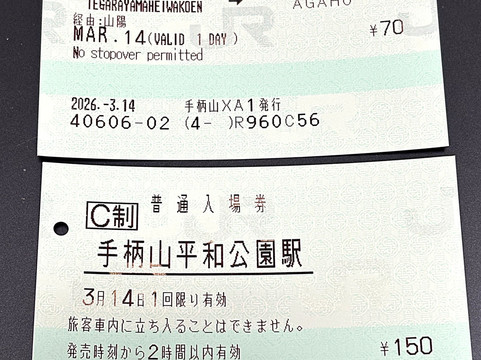 TEGARAYAMAHEIWAKOEN → AGAHO
経由:山陽
¥70
MAR.14(VALID 1 DAY)
No stopover permitted
2026.-3.14 手柄山XA1発行
40606-02 (4- )R960C56
C制 普通入場券
手柄山平和公園駅
3月14日1回限り有効
旅客車内に立ち入ることはできません。
発売時刻から2時間以内有効 ¥150